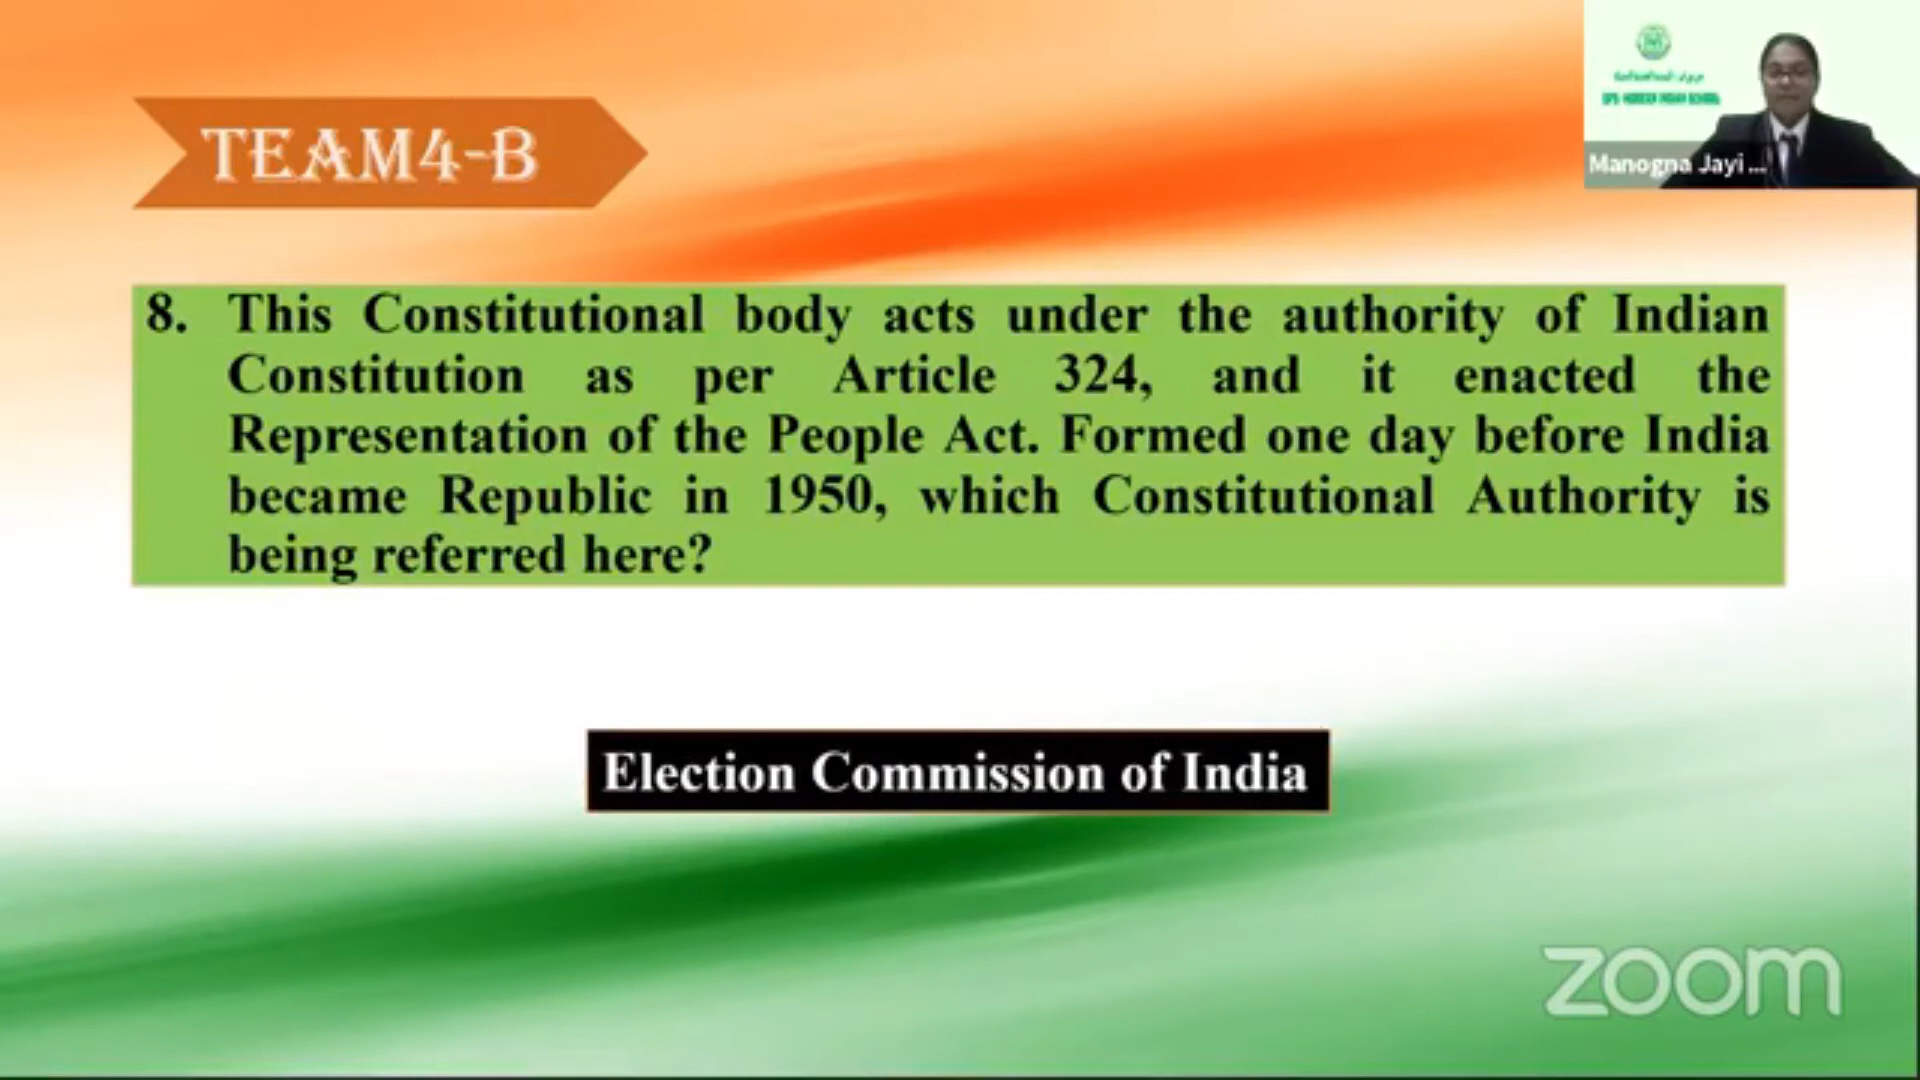 TEAM4-B
Manogna Jayi...
8. This Constitutional body acts under the authority of Indian
Constitution as per Article 324, and it enacted the
Representation of the People Act. Formed one day before India
became Republic in 1950, which Constitutional Authority is
being referred here?
Election Commission of India
zoom